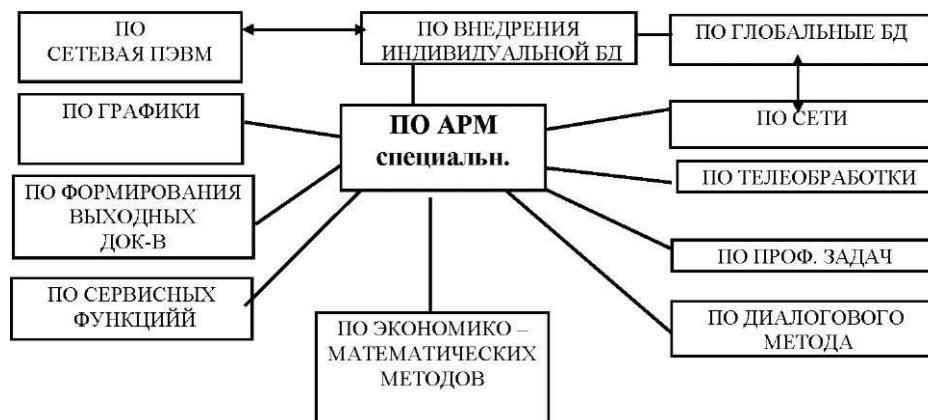 ПО
СЕТЕВАЯ ПЭВМ
ПО ВНЕДРЕНИЯ
ИНДИВИДУАЛЬНОЙ БД
ПО ГЛОБАЛЬНЫЕ БД
ПО ГРАФИКИ
ПО АРМ
специальн.
ПО СЕТИ
ПО ФОРМИРОВАНИЯ
ВЫХОДНЫХ
ДОК-В
ПО ТЕЛЕОБРАБОТКИ
ПО ПРОФ. ЗАДАЧ
ПО СЕРВИСНЫХ
ФУНКЦИЙЙ
ПО ЭКОНОМИКО –
МАТЕМАТИЧЕСКИХ
МЕТОДОВ
ПО ДИАЛОГОВОГО
МЕТОДА